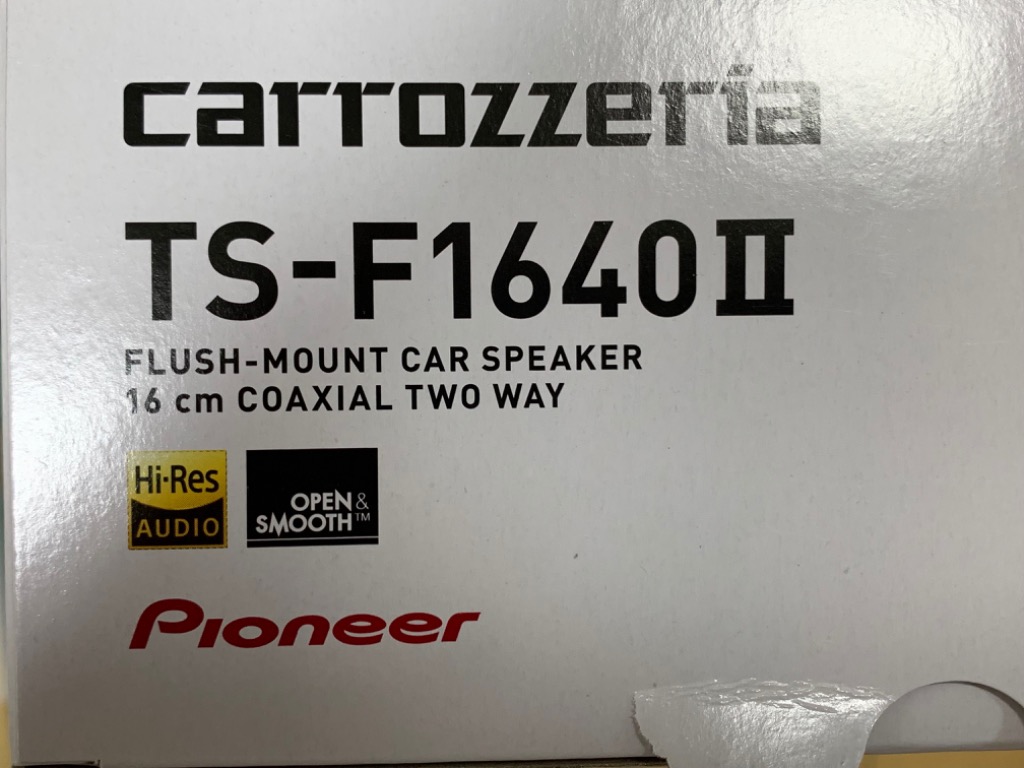 carrozzeria
TS-F1640II
FLUSH-MOUNT CAR SPEAKER
16 cm COAXIAL TWO WAY
Hi-Res
AUDIO
OPEN &
SMOOTH™
Pioneer